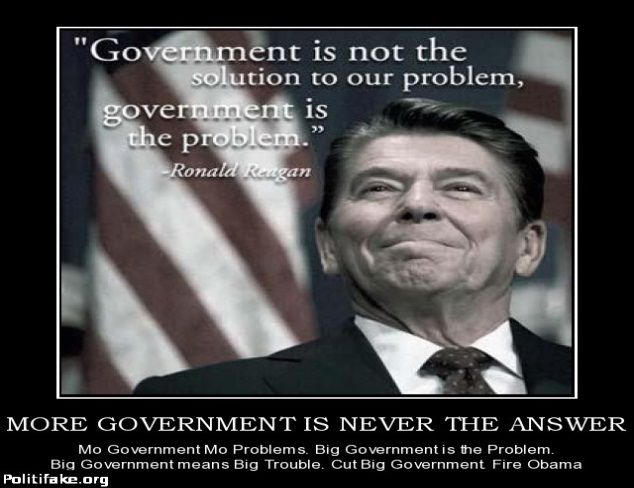 "Government is not the
solution to our problem,
government is
the problem.”
-Ronald Reagan
MORE GOVERNMENT IS NEVER THE ANSWER
Mo Government Mo Problems. Big Government is the Problem.
Big Government means Big Trouble. Cut Big Government. Fire Obama
Politifake.org